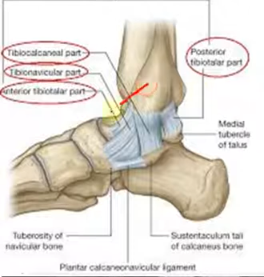 Tibiocalcaneal part
Tibionavicular part
Anterior tibiotalar part
Posterior
tibiotalar part
Medial
tubercle
of talus
Tuberosity of
navicular bone
Sustentaculum tali
of calcaneus bone
Plantar calcaneonavicular ligament